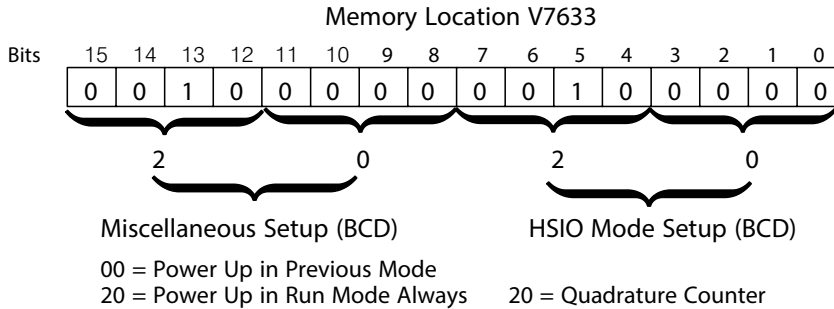 Memory Location V7633
Bits 15 14 13 12 11 10 9 8 7 6 5 4 3 2 1 0
0 0 1 0 0 0 0 0 0 0 1 0 0 0 0 0
2 0 2 0
Miscellaneous Setup (BCD) HSIO Mode Setup (BCD)
00 = Power Up in Previous Mode
20 = Power Up in Run Mode Always 20 = Quadrature Counter